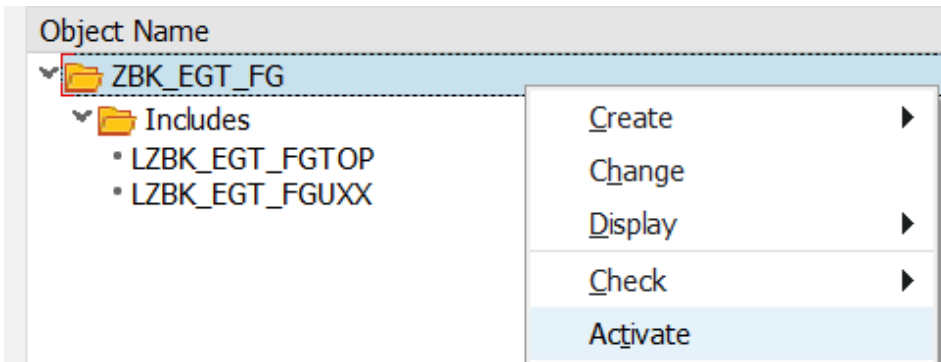 Object Name
ZBK_EGT_FG
Includes
LZBK_EGT_FGTOP
LZBK_EGT_FGUXX
Create
Change
Display
Check
Activate